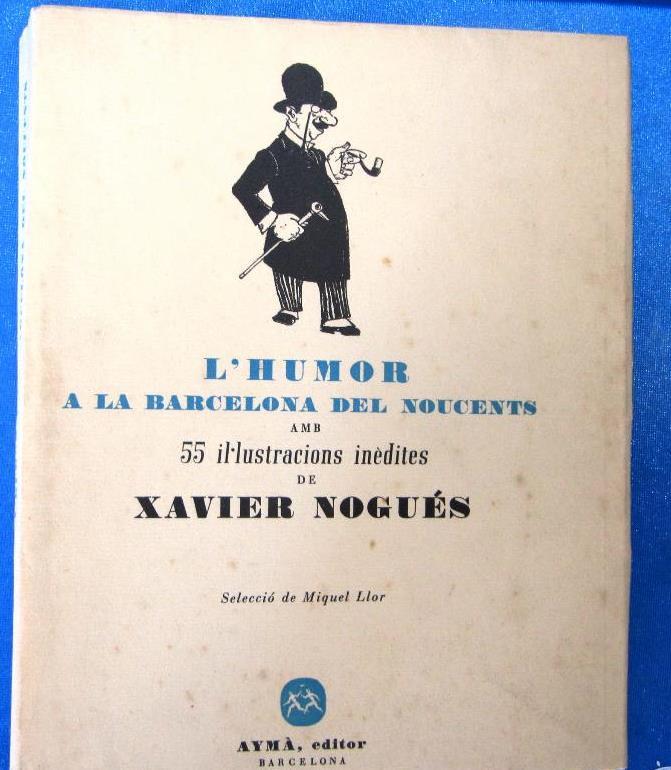 L'HUMOR
A LA BARCELONA DEL NOUCENTS
AMB
55 il·lustracions inèdites
DE
XAVIER NOGUÉS
Selecció de Miquel Llor
AYMÀ, editor
BARCELONA